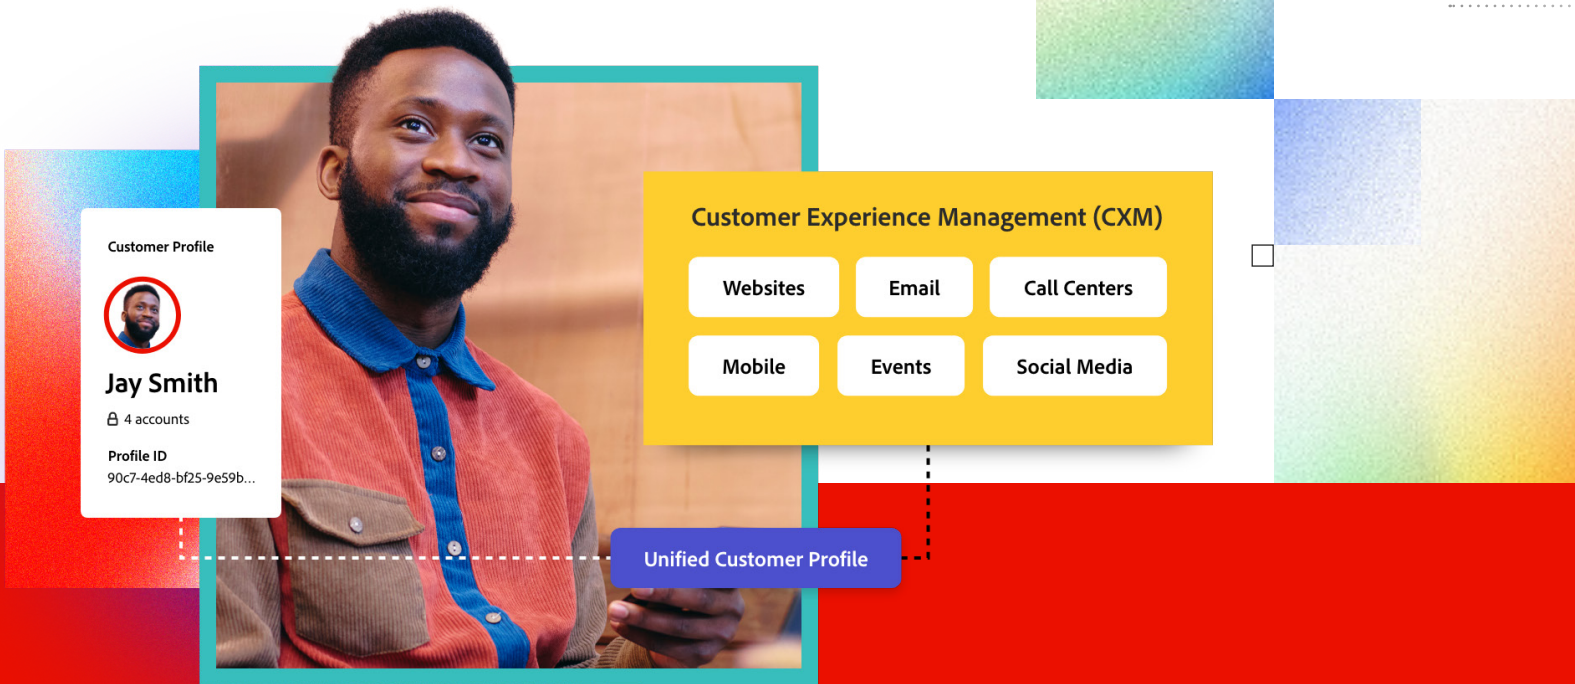 Customer Profile
Jay Smith
4 accounts
Profile ID
90c7-4ed8-bf25-9e59b...
Customer Experience Management (CXM)
Websites
Email
Call Centers
Mobile
Events
Social Media
Unified Customer Profile